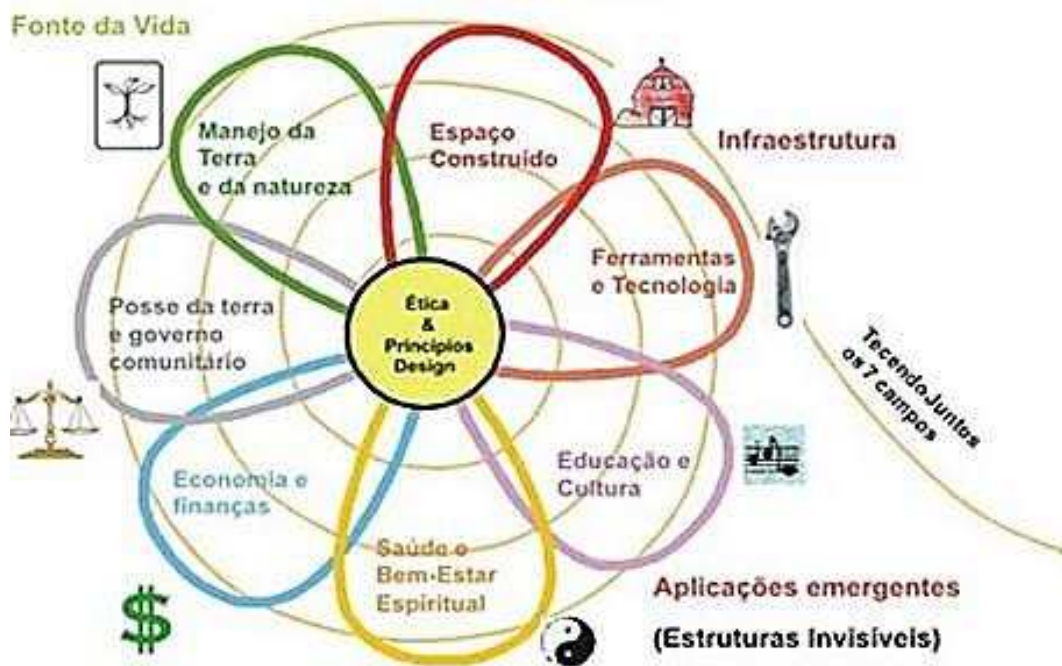 Fonte da Vida
Manejo da
Terra
e da natureza
Espaço
Construído
Infraestrutura
Ferramentas
e Tecnologia
Posse da terra
e governo
comunitário
Ética
&
Princípios
Design
Tecendo Juntos
os 7 campos
Educação e
Cultura
Economia e
finanças
Saúde e
Bem-Estar
Espiritual
$
Aplicações emergentes
(Estruturas Invisíveis)